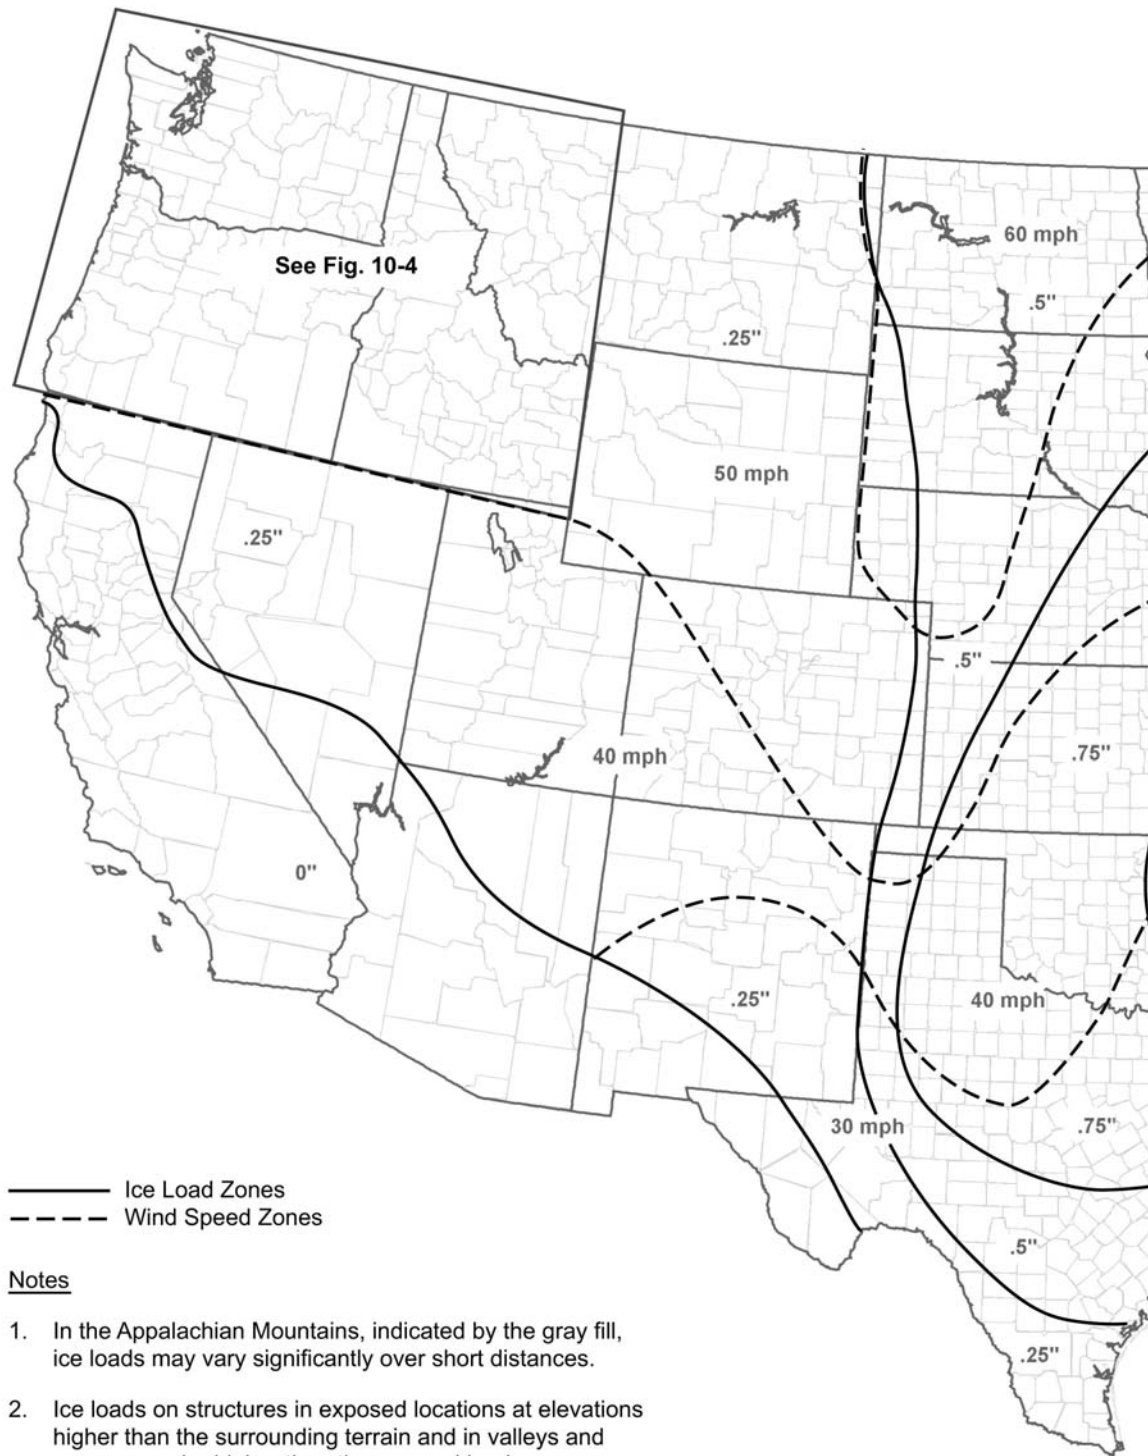 60 mph
See Fig. 10-4
.5"
.25"
50 mph
.25"
.5"
40 mph
.75"
0"
.25"
40 mph
30 mph
.75"
Ice Load Zones
Wind Speed Zones
.5"
Notes
1. In the Appalachian Mountains, indicated by the gray fill,
ice loads may vary significantly over short distances.
.25"
2. Ice loads on structures in exposed locations at elevations
higher than the surrounding terrain and in valleys and